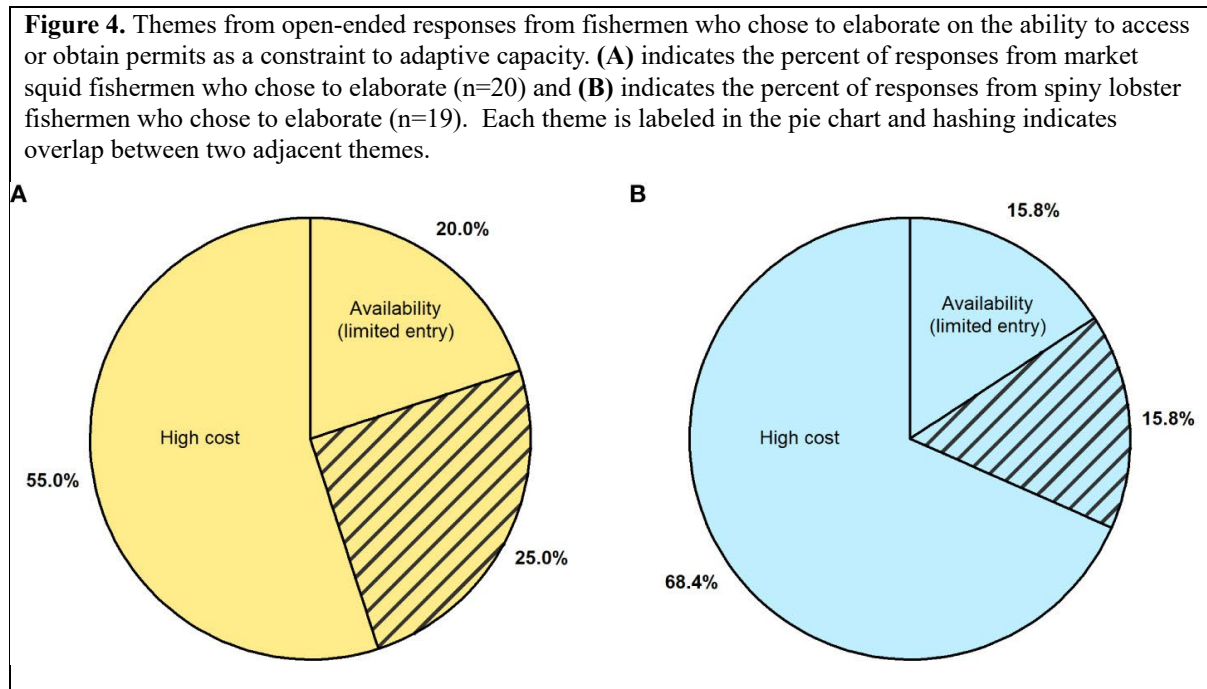 Figure 4. Themes from open-ended responses from fishermen who chose to elaborate on the ability to access
or obtain permits as a constraint to adaptive capacity. (A) indicates the percent of responses from market
squid fishermen who chose to elaborate (n=20) and (B) indicates the percent of responses from spiny lobster
fishermen who chose to elaborate (n=19).  Each theme is labeled in the pie chart and hashing indicates
overlap between two adjacent themes.
A
20.0%
Availability
(limited entry)
High cost
55.0%
25.0%
B
15.8%
Availability
(limited entry)
15.8%
High cost
68.4%